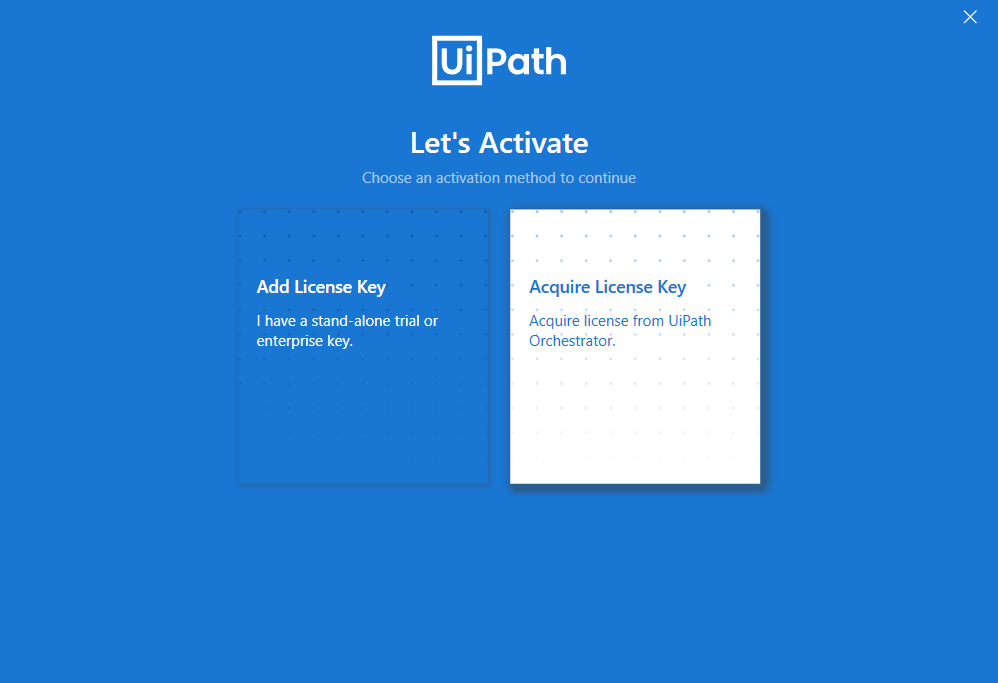 UiPath
Let's Activate
Choose an activation method to continue
Add License Key
I have a stand-alone trial or
enterprise key.
Acquire License Key
Acquire license from UiPath
Orchestrator.